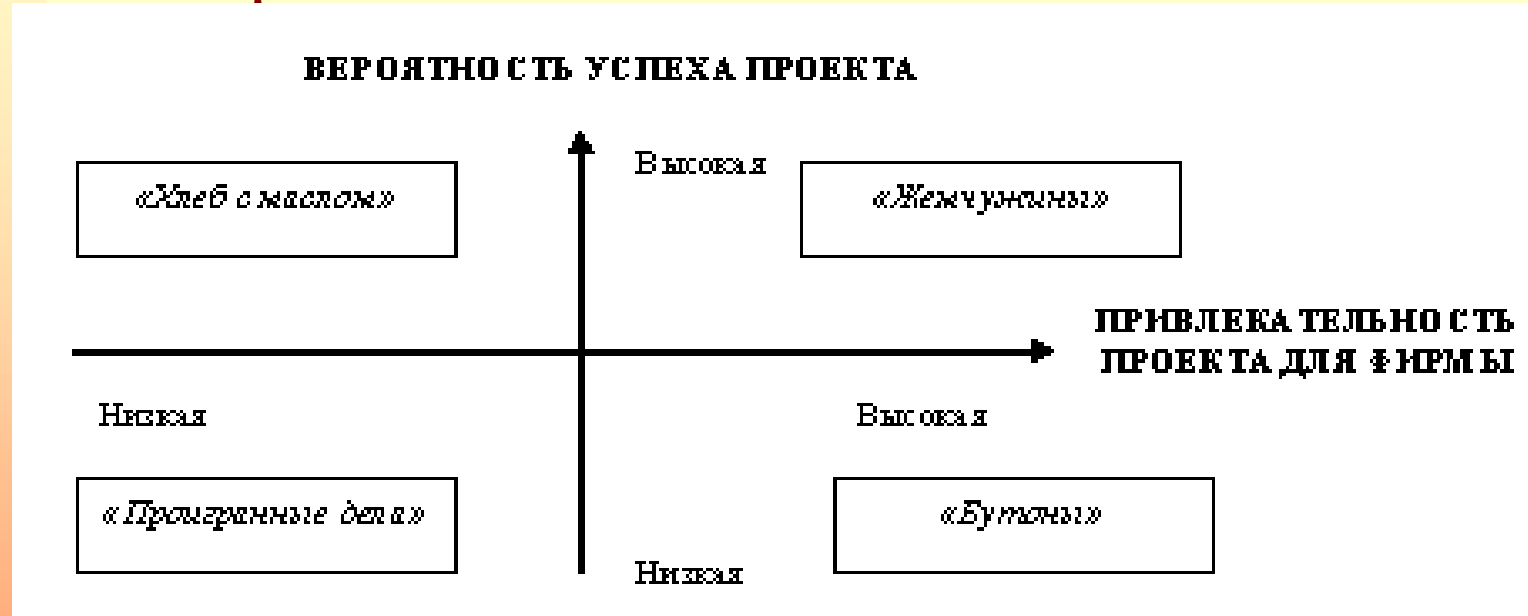 ВЕРОЯТНОСТЬ УСПЕХА ПРОЕКТА
Высокая
«Хлеб с маслом»
«Жемчужины»
ПРИВЛЕКАТЕЛЬНОСТЬ
ПРОЕКТА ДЛЯ ФИРМЫ
Низкая
Высокая
«Проигранные дела»
«Бутоны»
Низкая